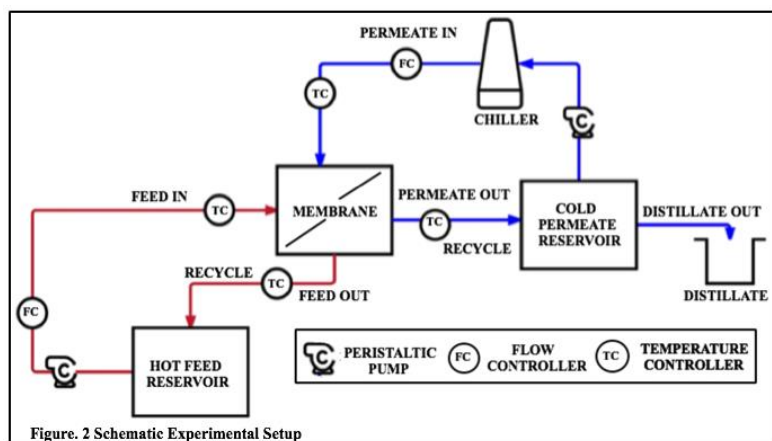 PERMEATE IN
FC
TC
CHILLER
C
FEED IN
TC
MEMBRANE
PERMEATE OUT
TC
RECYCLE
COLD
PERMEATE
RESERVOIR
DISTILLATE OUT
DISTILLATE
RECYCLE
TC
FEED OUT
FC
C
HOT FEED
RESERVOIR
C
PERISTALTIC
PUMP
FC
FLOW
CONTROLLER
TC
TEMPERATURE
CONTROLLER
Figure. 2 Schematic Experimental Setup